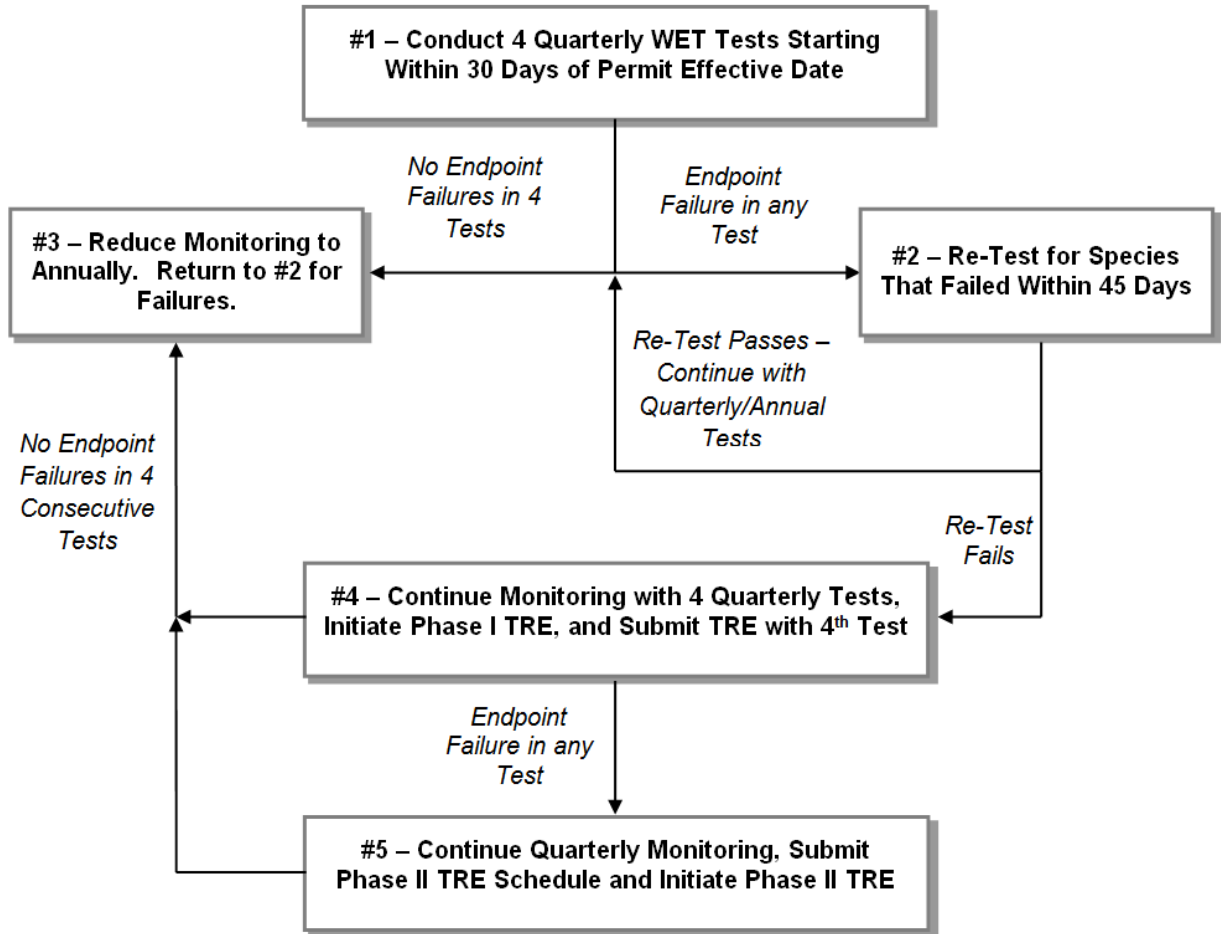 #1 – Conduct 4 Quarterly WET Tests Starting
Within 30 Days of Permit Effective Date
No Endpoint
Failures in 4
Tests
Endpoint
Failure in any
Test
#3 – Reduce Monitoring to
Annually. Return to #2 for
Failures.
#2 – Re-Test for Species
That Failed Within 45 Days
Re-Test Passes –
Continue with
Quarterly/Annual
Tests
No Endpoint
Failures in 4
Consecutive
Tests
Re-Test
Fails
#4 – Continue Monitoring with 4 Quarterly Tests,
Initiate Phase I TRE, and Submit TRE with 4th Test
Endpoint
Failure in any
Test
#5 – Continue Quarterly Monitoring, Submit
Phase II TRE Schedule and Initiate Phase II TRE